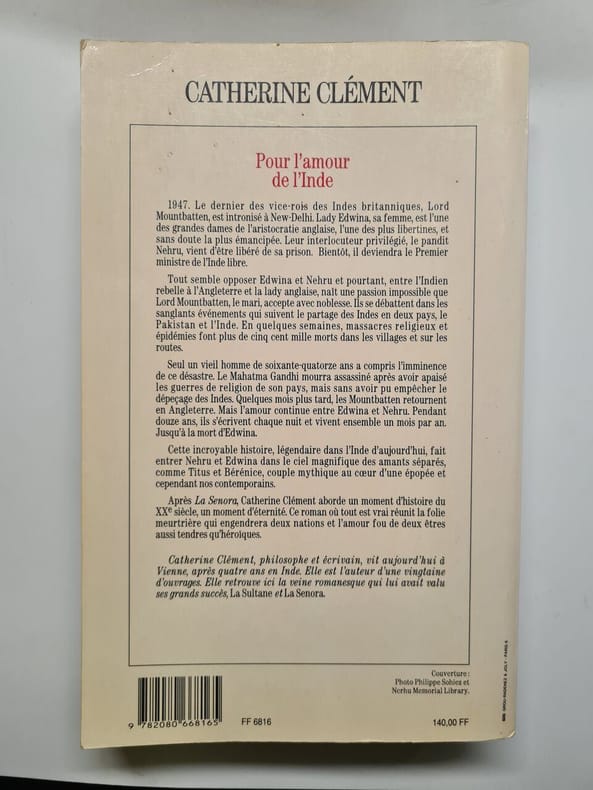 CATHERINE CLÉMENT
Pour l'amour
de l'Inde
1947. Le dernier des vice-rois des Indes britanniques, Lord
Mountbatten, est intronisé à New-Delhi. Lady Edwina, sa femme, est l'une
des grandes dames de l'aristocratie anglaise, l'une des plus libertines, et
sans doute la plus émancipée. Leur interlocuteur privilégié, le pandit
Nehru, vient d'être libéré de sa prison. Bientôt, il deviendra le Premier
ministre de l'Inde libre.
Tout semble opposer Edwina et Nehru et pourtant, entre l'Indien
rebelle à l'Angleterre et la lady anglaise, naît une passion impossible que
Lord Mountbatten, le mari, accepte avec noblesse. Ils se débattent dans les
sanglants événements qui suivent le partage des Indes en deux pays, le
Pakistan et l'Inde. En quelques semaines, massacres religieux et
épidémies font plus de cinq cent mille morts dans les villages et sur les
routes.
Seul un vieil homme de soixante-quatorze ans a compris l'imminence
de ce désastre. Le Mahatma Gandhi mourra assassiné après avoir apaisé
les guerres de religion de son pays, mais sans avoir pu empêcher le
dépeçage des Indes. Quelques mois plus tard, les Mountbatten retournent
en Angleterre. Mais l'amour continue entre Edwina et Nehru. Pendant
douze ans, ils s'écrivent chaque nuit et vivent ensemble un mois par an.
Jusqu'à la mort d'Edwina.
Cette incroyable histoire, légendaire dans l'Inde d'aujourd'hui, fait
entrer Nehru et Edwina dans le ciel magnifique des amants séparés,
comme Titus et Bérénice, couple mythique au cœur d'une épopée et
cependant nos contemporains.
Après La Senora, Catherine Clément aborde un moment d'histoire du
XXe siècle, un moment d'éternité. Ce roman où tout est vrai réunit la folie
meurtrière qui engendrera deux nations et l'amour fou de deux êtres
aussi tendres qu'héroïques.
Catherine Clément, philosophe et écrivain, vit aujourd'hui à
Vienne, après quatre ans en Inde. Elle est l'auteur d'une vingtaine
d'ouvrages. Elle retrouve ici la veine romanesque qui lui avait valu
ses grands succès, La Sultane et La Senora.
Couverture :
Photo Philippe Sohiez et
Nerhu Memorial Library.
9 782080 668165
FF 6816
140,00 FF